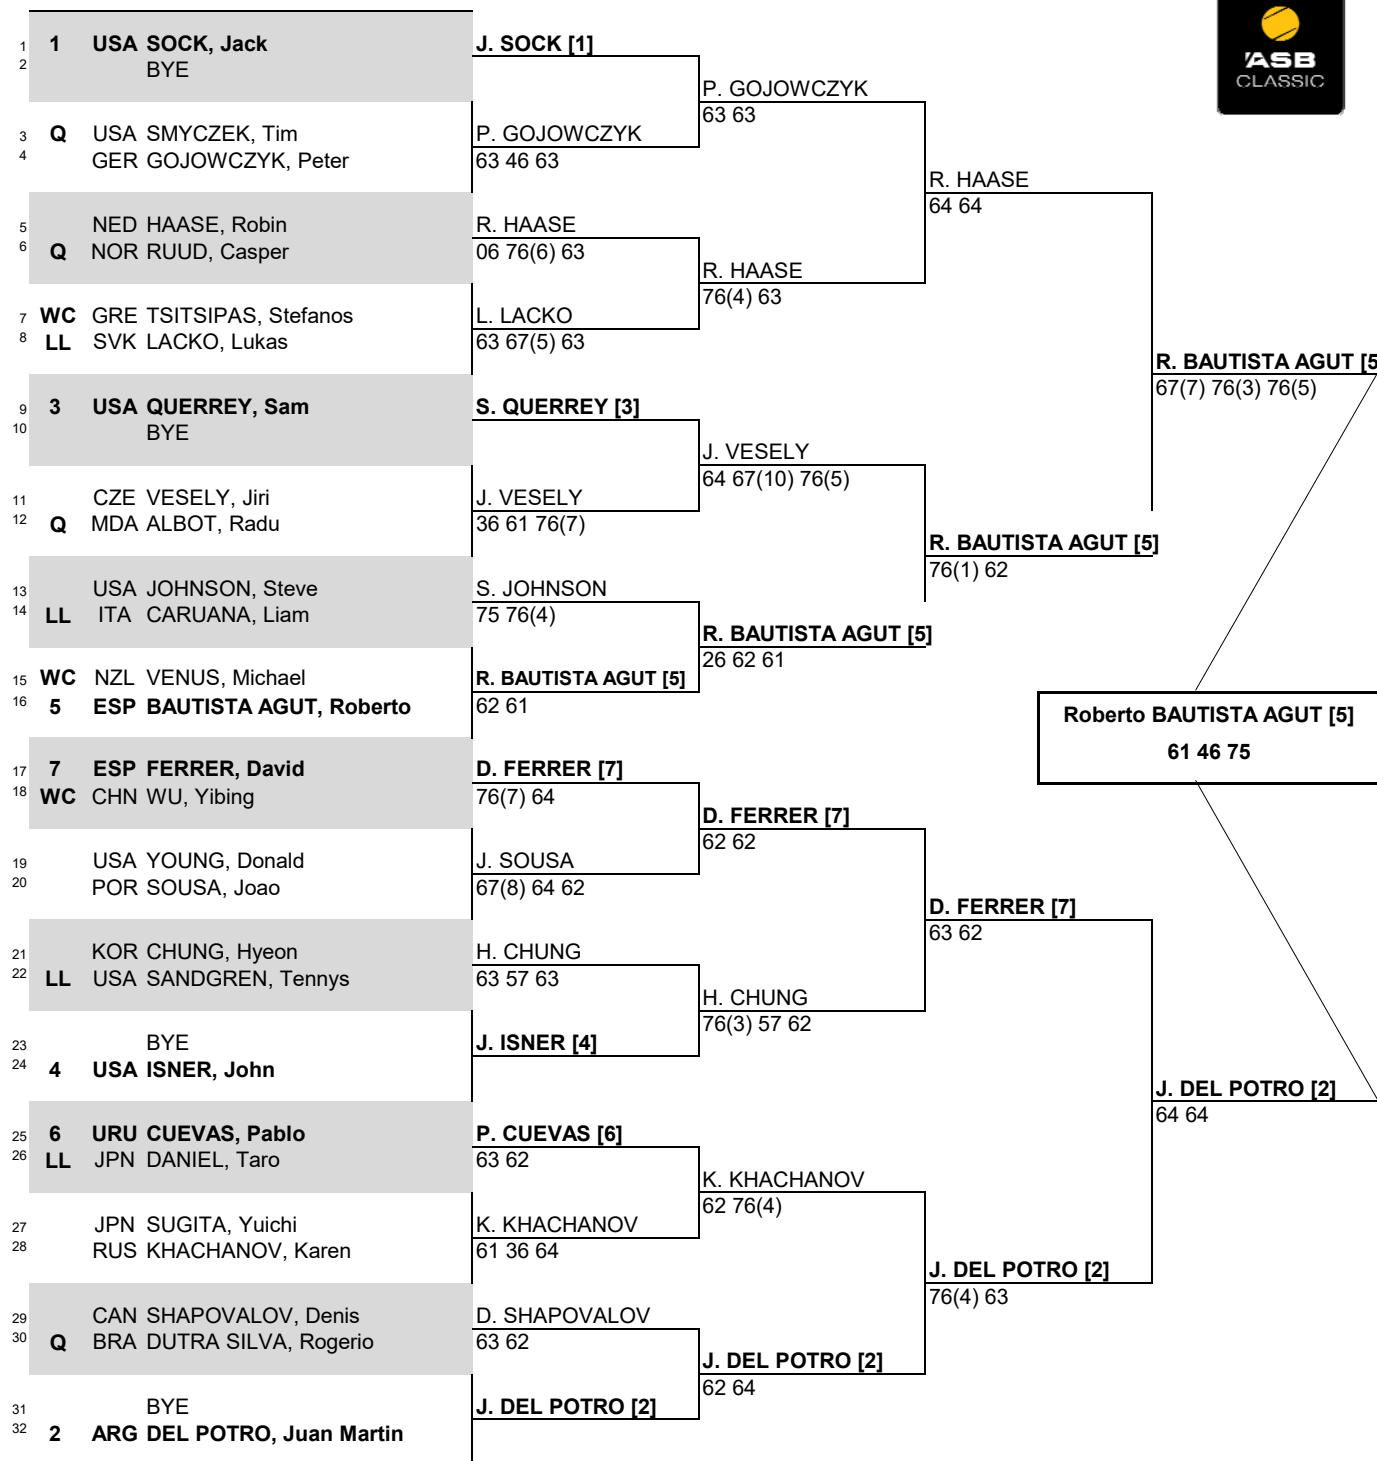 ASB
CLASSIC
1 1 USA SOCK, Jack
2 BYE
3 Q USA SMYCZEK, Tim
4 GER GOJOWCZYK, Peter
5 NED HAASE, Robin
6 Q NOR RUUD, Casper
7 WC GRE TSITSIPAS, Stefanos
8 LL SVK LACKO, Lukas
9 3 USA QUERREY, Sam
10 BYE
11 CZE VESELY, Jiri
12 Q MDA ALBOT, Radu
13 USA JOHNSON, Steve
14 LL ITA CARUANA, Liam
15 WC NZL VENUS, Michael
16 5 ESP BAUTISTA AGUT, Roberto
17 7 ESP FERRER, David
18 WC CHN WU, Yibing
19 USA YOUNG, Donald
20 POR SOUSA, Joao
21 KOR CHUNG, Hyeon
22 LL USA SANDGREN, Tennys
23 BYE
24 4 USA ISNER, John
25 6 URU CUEVAS, Pablo
26 LL JPN DANIEL, Taro
27 JPN SUGITA, Yuichi
28 RUS KHACHANOV, Karen
29 CAN SHAPOVALOV, Denis
30 Q BRA DUTRA SILVA, Rogerio
31 BYE
32 2 ARG DEL POTRO, Juan Martin
J. SOCK [1]
P. GOJOWCZYK
63 46 63
R. HAASE
06 76(6) 63
L. LACKO
63 67(5) 63
S. QUERREY [3]
J. VESELY
36 61 76(7)
S. JOHNSON
75 76(4)
R. BAUTISTA AGUT [5]
62 61
D. FERRER [7]
76(7) 64
J. SOUSA
67(8) 64 62
H. CHUNG
63 57 63
J. ISNER [4]
P. CUEVAS [6]
63 62
K. KHACHANOV
61 36 64
D. SHAPOVALOV
63 62
J. DEL POTRO [2]
P. GOJOWCZYK
63 63
R. HAASE
76(4) 63
J. VESELY
64 67(10) 76(5)
R. BAUTISTA AGUT [5]
26 62 61
D. FERRER [7]
62 62
H. CHUNG
76(3) 57 62
K. KHACHANOV
62 76(4)
J. DEL POTRO [2]
62 64
R. HAASE
64 64
R. BAUTISTA AGUT [5]
76(1) 62
D. FERRER [7]
63 62
J. DEL POTRO [2]
76(4) 63
R. BAUTISTA AGUT [5
67(7) 76(3) 76(5)
J. DEL POTRO [2]
64 64
Roberto BAUTISTA AGUT [5]
61 46 75